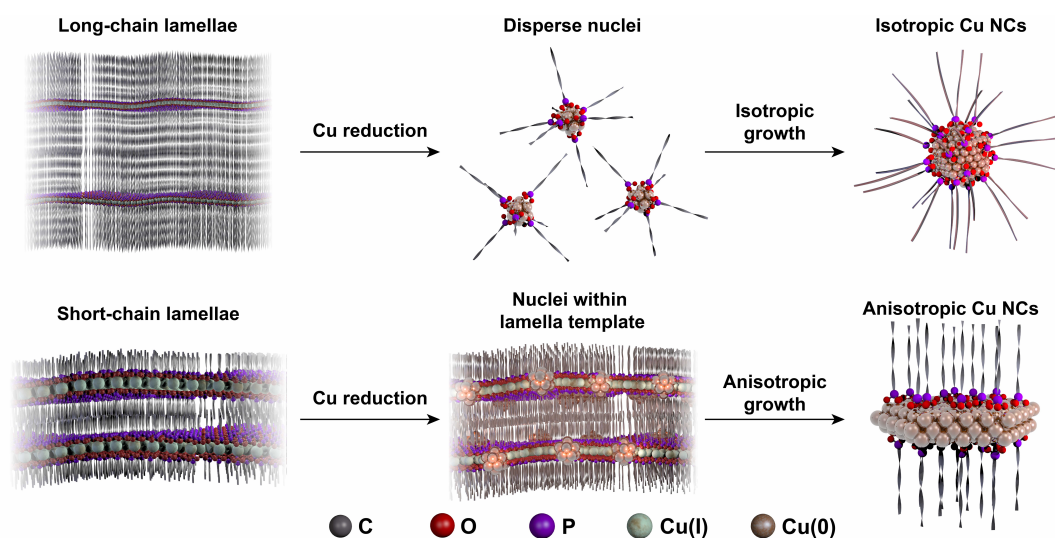 Long-chain lamellae
Disperse nuclei
Isotropic Cu NCs
Cu reduction
Isotropic
growth
Short-chain lamellae
Nuclei within
lamella template
Anisotropic Cu NCs
Cu reduction
Anisotropic
growth
C
O
P
Cu(I)
Cu(0)